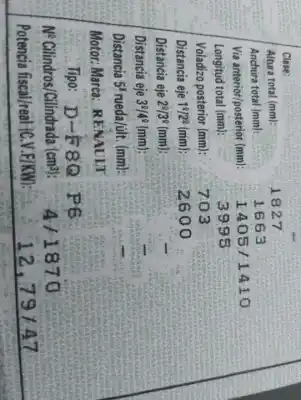 Clase:
Altura total (mm): 1827
Anchura total (mm): 1663
Vía anterior/posterior (mm): 1405/1410
Longitud total (mm): 3995
Voladizo posterior (mm): 703
Distancia eje 1º/2º (mm): 2600
Distancia eje 2º/3º (mm): —
Distancia eje 3º/4º (mm): —
Distancia 5ª rueda/últ. (mm): —
Motor: Marca: RENAULT
Tipo: D-F8Q P6
Nº Cilindros/Cilindrada (cm³): 4/1870
Potencia fiscal/real (C.V.F/KW): 12,79/47